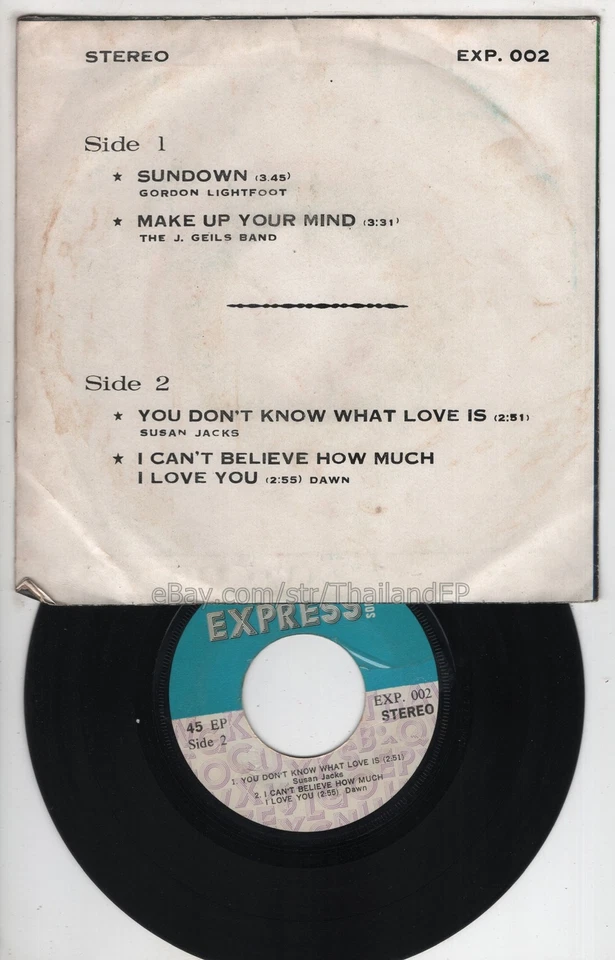 STEREO EXP. 002
Side 1
★ SUNDOWN (3.45)
GORDON LIGHTFOOT
★ MAKE UP YOUR MIND (3:31)
THE J. GEILS BAND
Side 2
★ YOU DON'T KNOW WHAT LOVE IS (2:51)
SUSAN JACKS
★ I CAN'T BELIEVE HOW MUCH
I LOVE YOU (2:55) DAWN
eBay.com/str/ThailandEP
EXPRESS
45 EP
Side 2
EXP. 002
STEREO
1. YOU DON'T KNOW WHAT LOVE IS (2:51)
Susan Jacks
2. I CAN'T BELIEVE HOW MUCH
I LOVE YOU (2:55) Dawn